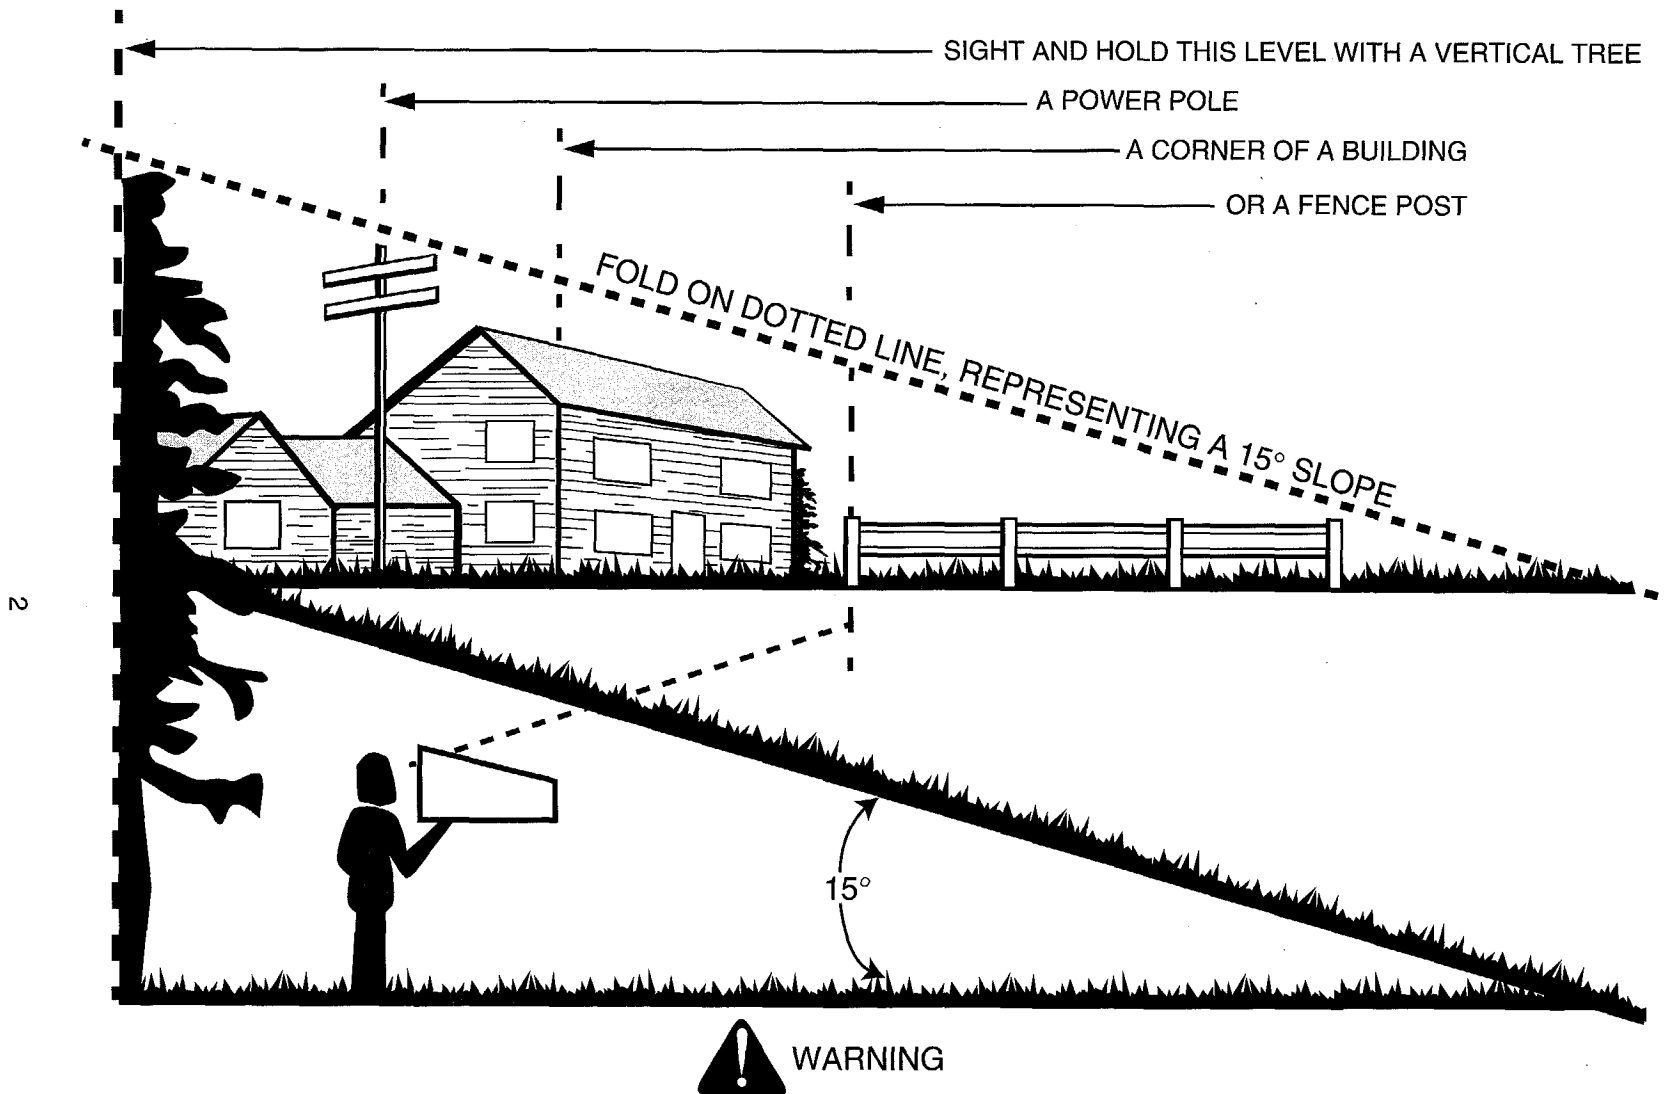 SIGHT AND HOLD THIS LEVEL WITH A VERTICAL TREE
A POWER POLE
A CORNER OF A BUILDING
OR A FENCE POST
FOLD ON DOTTED LINE, REPRESENTING A 15° SLOPE
2
15°
WARNING